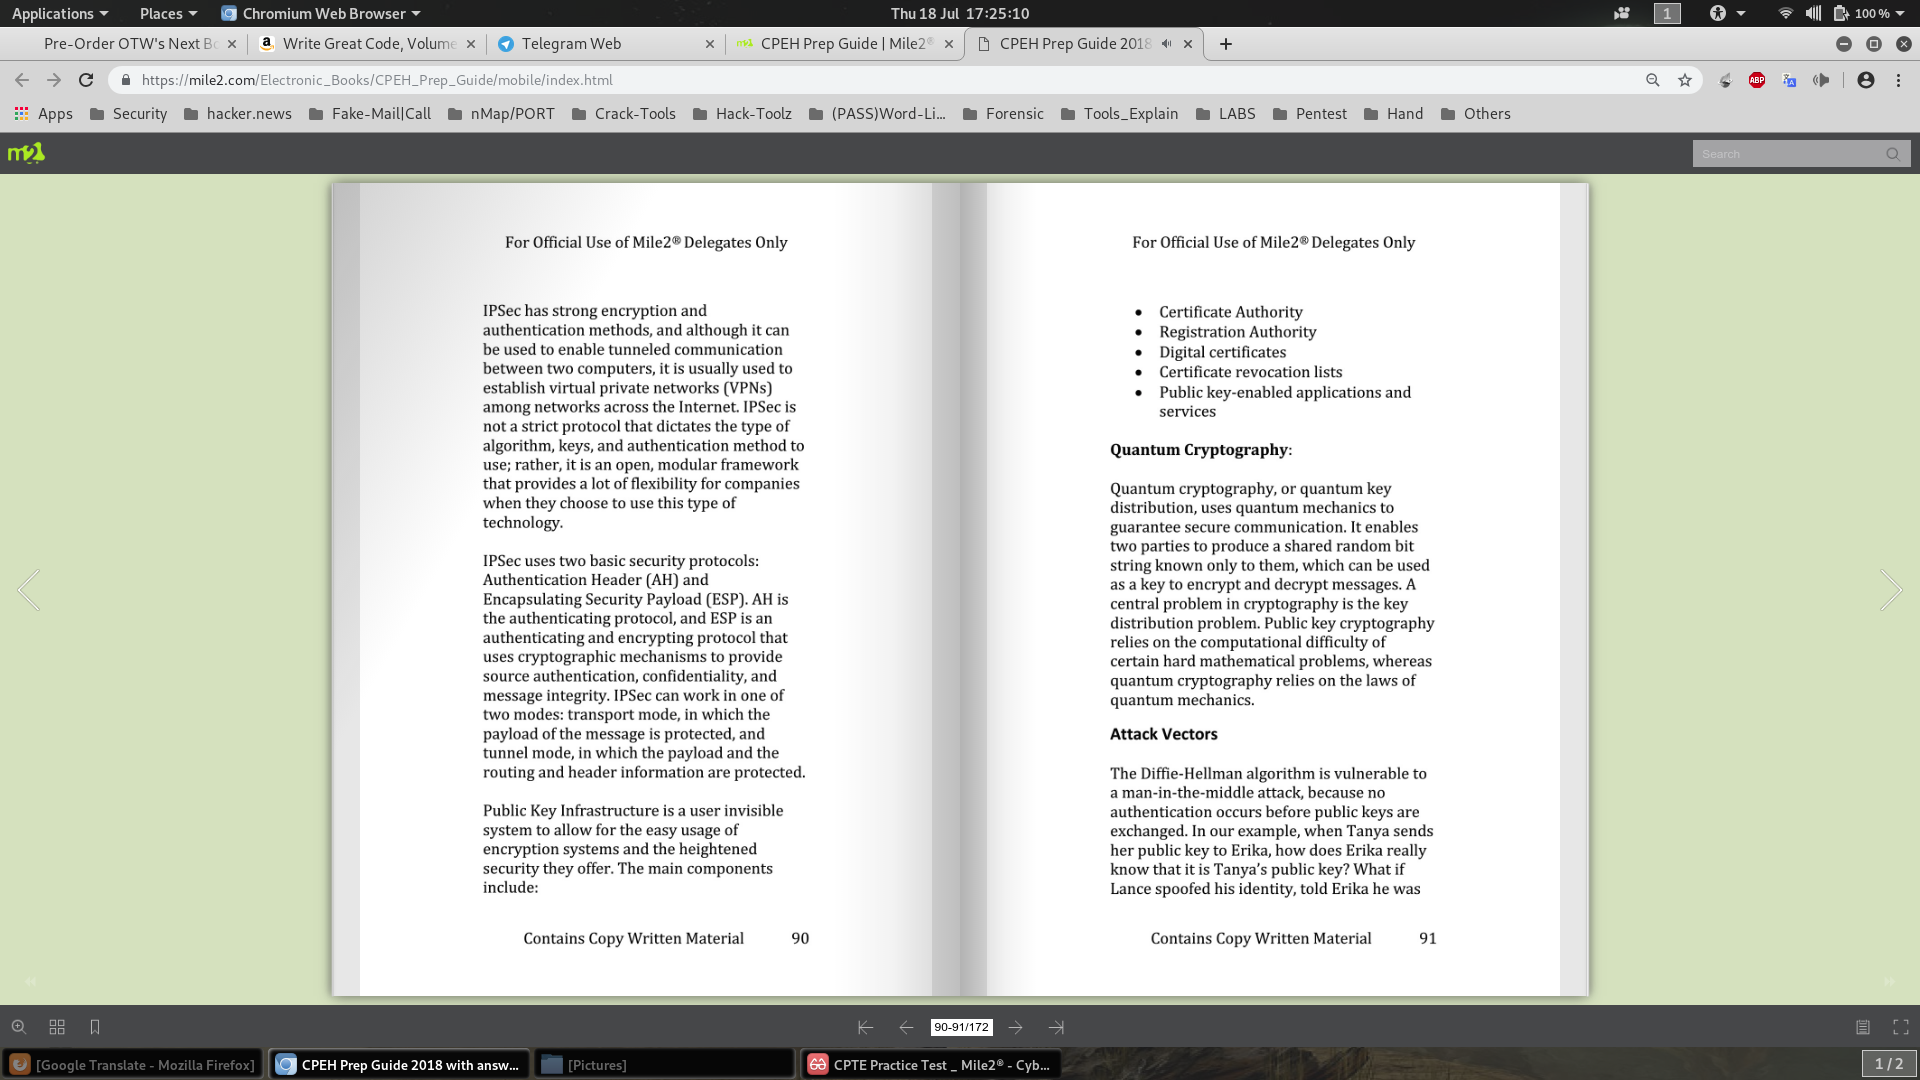 Applications Places Chromium Web Browser Thu 18 Jul 17:25:10 1 100 %
Pre-Order OTW's Next Bo Write Great Code, Volume Telegram Web CPEH Prep Guide | Mile2® CPEH Prep Guide 2018
https://mile2.com/Electronic_Books/CPEH_Prep_Guide/mobile/index.html ABP
Apps Security hacker.news Fake-Mail|Call nMap/PORT Crack-Tools Hack-Toolz (PASS)Word-Li... Forensic Tools_Explain LABS Pentest Hand Others
m2 Search
For Official Use of Mile2® Delegates Only
IPSec has strong encryption and
authentication methods, and although it can
be used to enable tunneled communication
between two computers, it is usually used to
establish virtual private networks (VPNs)
among networks across the Internet. IPSec is
not a strict protocol that dictates the type of
algorithm, keys, and authentication method to
use; rather, it is an open, modular framework
that provides a lot of flexibility for companies
when they choose to use this type of
technology.
IPSec uses two basic security protocols:
Authentication Header (AH) and
Encapsulating Security Payload (ESP). AH is
the authenticating protocol, and ESP is an
authenticating and encrypting protocol that
uses cryptographic mechanisms to provide
source authentication, confidentiality, and
message integrity. IPSec can work in one of
two modes: transport mode, in which the
payload of the message is protected, and
tunnel mode, in which the payload and the
routing and header information are protected.
Public Key Infrastructure is a user invisible
system to allow for the easy usage of
encryption systems and the heightened
security they offer. The main components
include:
Contains Copy Written Material 90
For Official Use of Mile2® Delegates Only
• Certificate Authority
• Registration Authority
• Digital certificates
• Certificate revocation lists
• Public key-enabled applications and
services
Quantum Cryptography:
Quantum cryptography, or quantum key
distribution, uses quantum mechanics to
guarantee secure communication. It enables
two parties to produce a shared random bit
string known only to them, which can be used
as a key to encrypt and decrypt messages. A
central problem in cryptography is the key
distribution problem. Public key cryptography
relies on the computational difficulty of
certain hard mathematical problems, whereas
quantum cryptography relies on the laws of
quantum mechanics.
Attack Vectors
The Diffie-Hellman algorithm is vulnerable to
a man-in-the-middle attack, because no
authentication occurs before public keys are
exchanged. In our example, when Tanya sends
her public key to Erika, how does Erika really
know that it is Tanya's public key? What if
Lance spoofed his identity, told Erika he was
Contains Copy Written Material 91
90-91/172
[Google Translate - Mozilla Firefox] CPEH Prep Guide 2018 with answ... [Pictures] CPTE Practice Test _ Mile2® - Cyb... 1 / 2